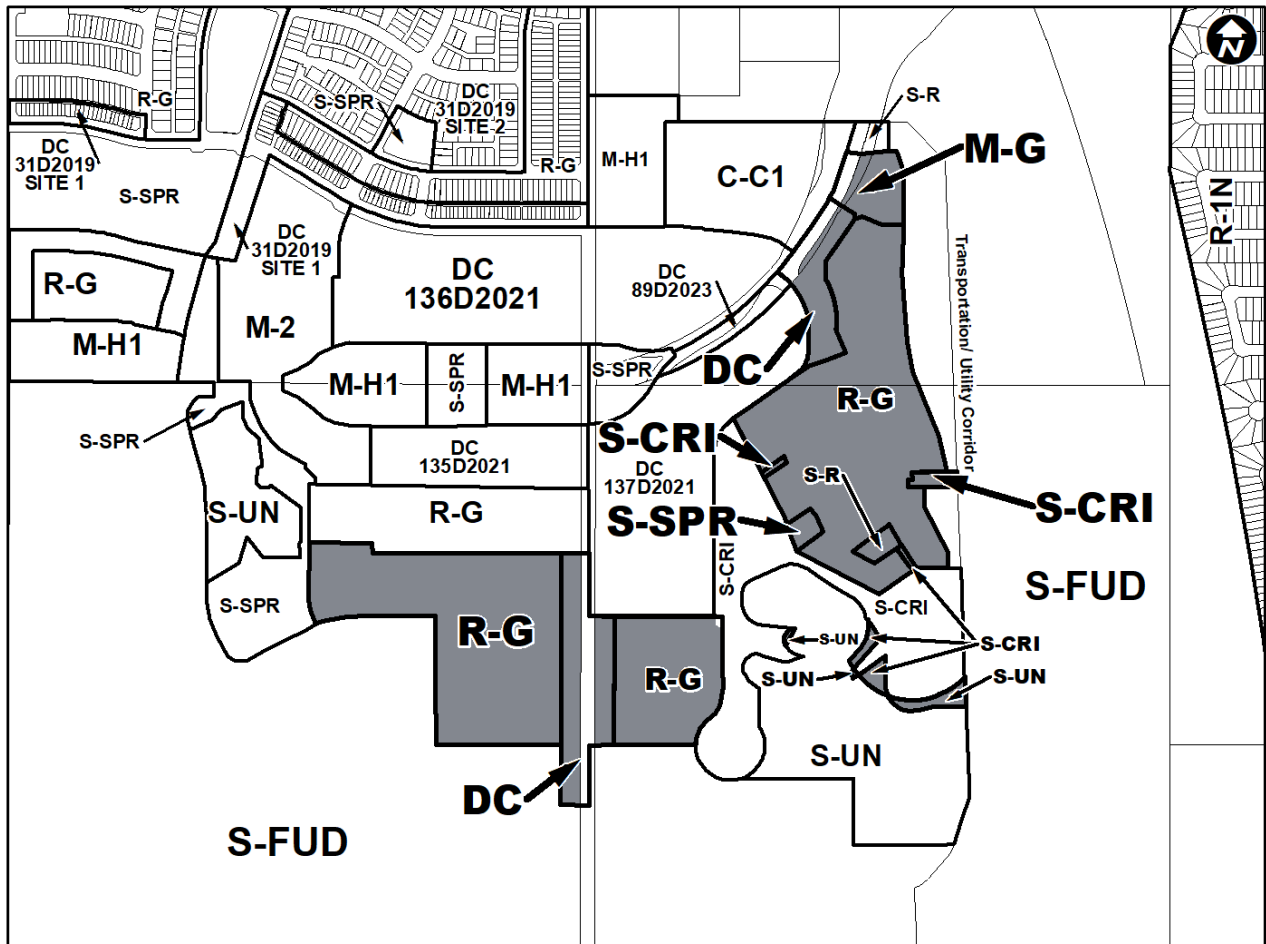 N
S-R
DC
31D2019
SITE 2
S-SPR
R-G
M-G
DC
31D2019
SITE 1
S-SPR
R-G
M-H1
C-C1
R-1N
DC
31D2019
SITE 1
R-G
DC
136D2021
DC
89D2023
Transportation/ Utility Corridor
M-2
M-H1
M-H1
S-SPR
M-H1
S-SPR
DC
R-G
S-SPR
S-CRI
DC
135D2021
DC
137D2021
S-R
S-CRI
S-UN
R-G
S-SPR
S-CRI
S-FUD
S-SPR
S-CRI
R-G
S-UN
S-CRI
R-G
S-UN
S-UN
S-UN
DC
S-FUD